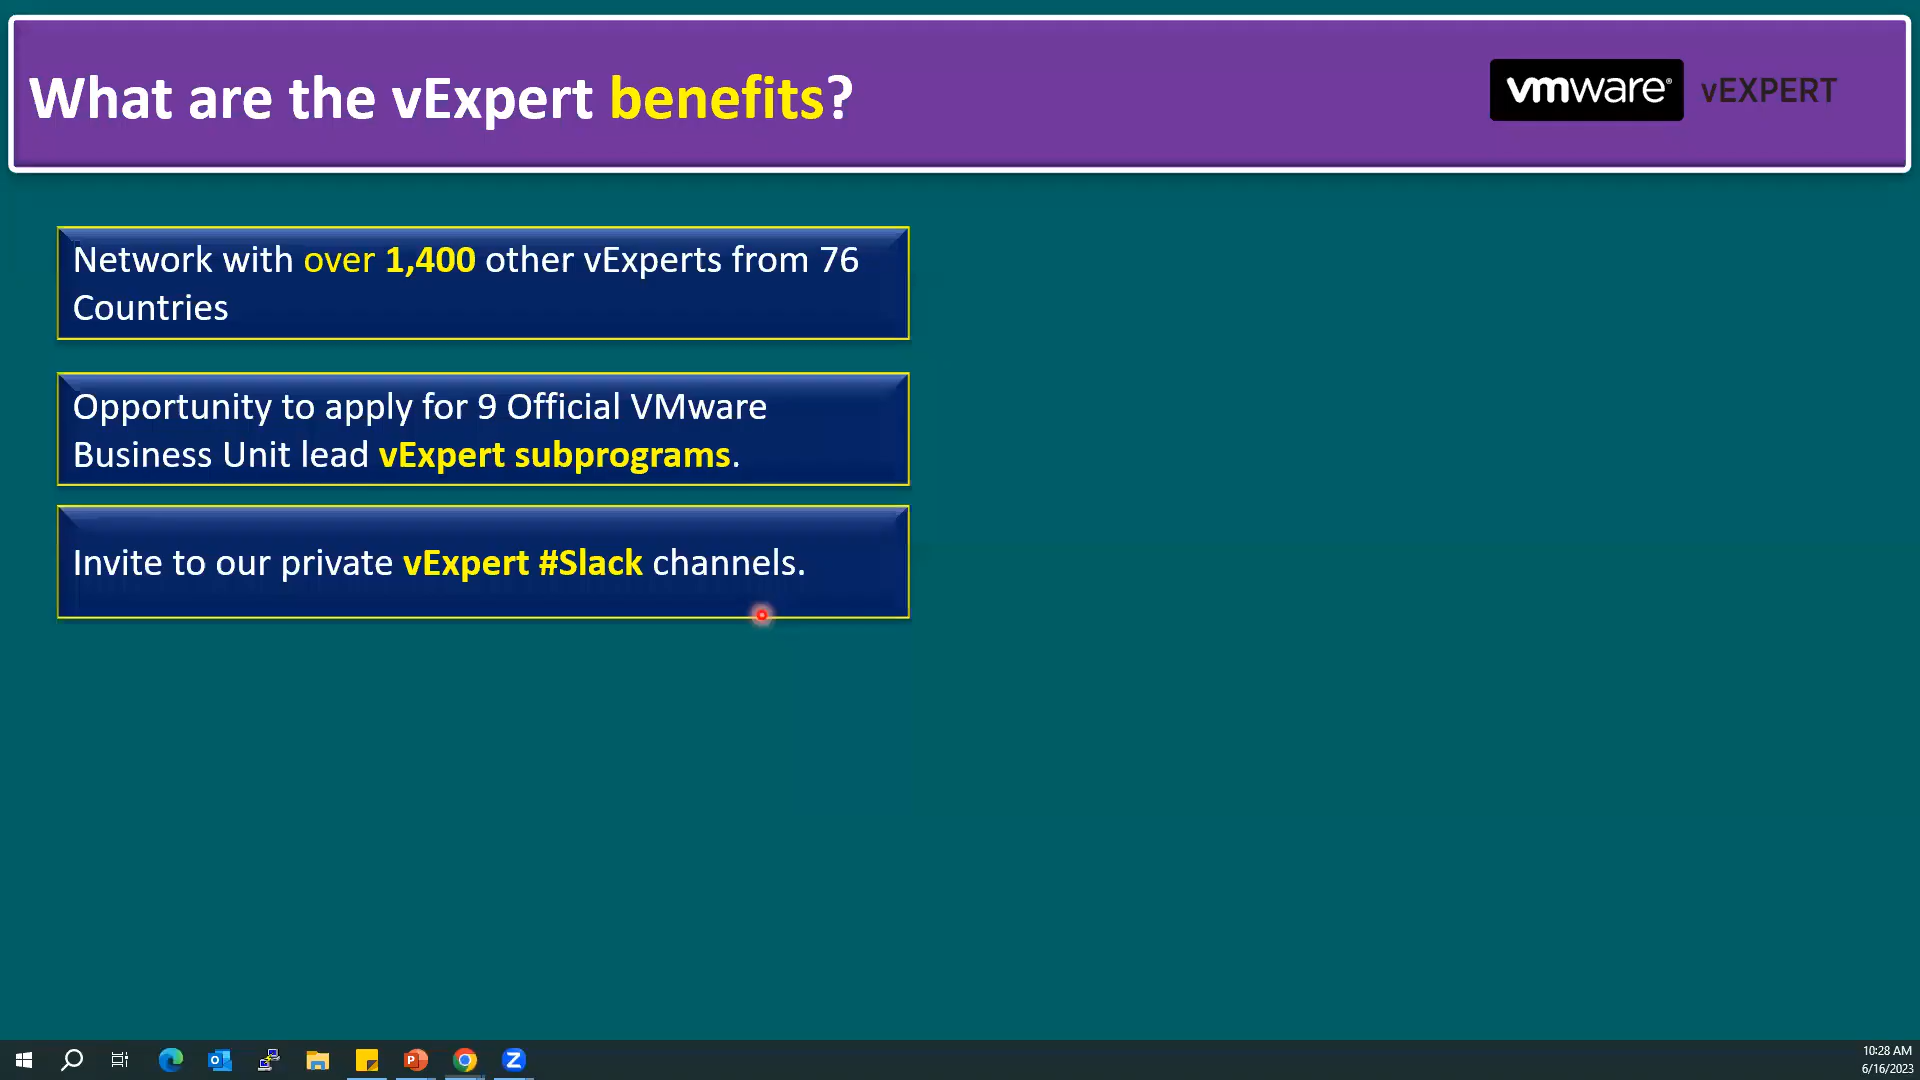 What are the vExpert benefits?
vmware® vEXPERT
Network with over 1,400 other vExperts from 76
Countries
Opportunity to apply for 9 Official VMware
Business Unit lead vExpert subprograms.
Invite to our private vExpert #Slack channels.
10:28 AM
6/16/2023